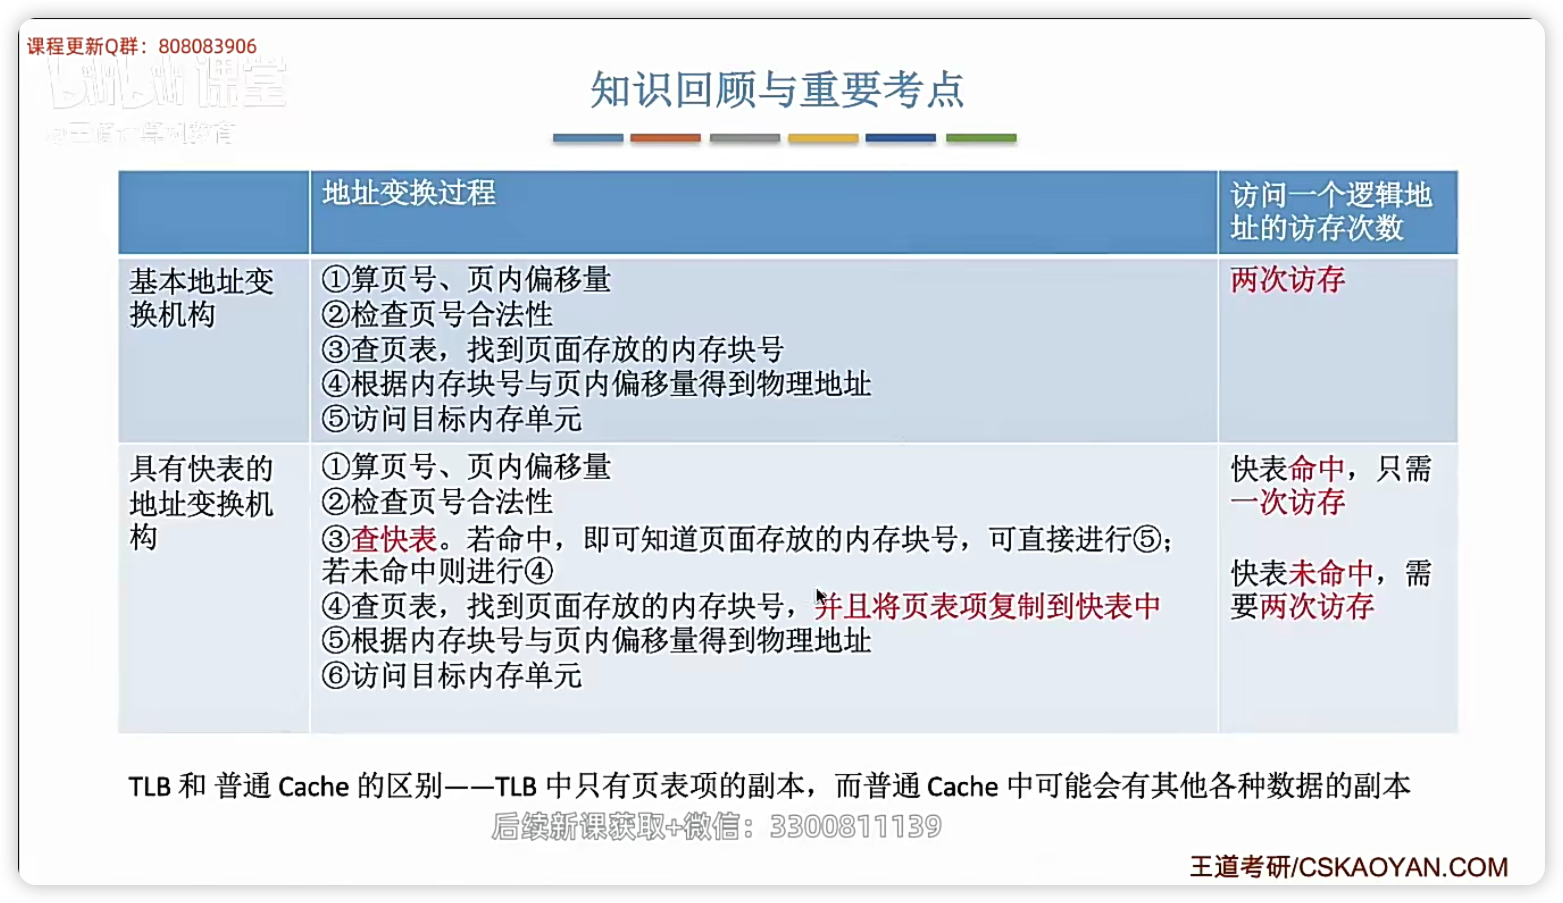 课程更新Q群：808083906
bilibili 课堂
@王道计算机教育
知识回顾与重要考点
地址变换过程
访问一个逻辑地
址的访存次数
基本地址变
换机构
①算页号、页内偏移量
②检查页号合法性
③查页表，找到页面存放的内存块号
④根据内存块号与页内偏移量得到物理地址
⑤访问目标内存单元
两次访存
具有快表的
地址变换机
构
①算页号、页内偏移量
②检查页号合法性
③查快表。若命中，即可知道页面存放的内存块号，可直接进行⑤；
若未命中则进行④
④查页表，找到页面存放的内存块号，并且将页表项复制到快表中
⑤根据内存块号与页内偏移量得到物理地址
⑥访问目标内存单元
快表命中，只需
一次访存
快表未命中，需
要两次访存
TLB 和 普通 Cache 的区别——TLB 中只有页表项的副本，而普通 Cache 中可能会有其他各种数据的副本
后续新课获取+微信：3300811139
王道考研/CSKAOYAN.COM